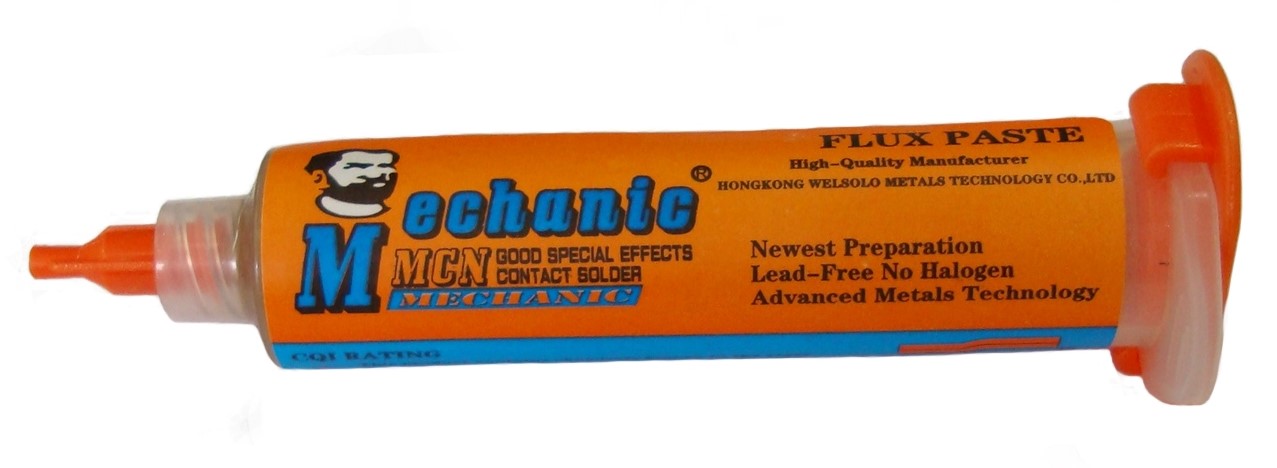 Mechanic®
MCN GOOD SPECIAL EFFECTS
CONTACT SOLDER
MECHANIC
CQI RATING
FLUX PASTE
High-Quality Manufacturer
HONGKONG WELSOLO METALS TECHNOLOGY CO.,LTD
Newest Preparation
Lead-Free No Halogen
Advanced Metals Technology